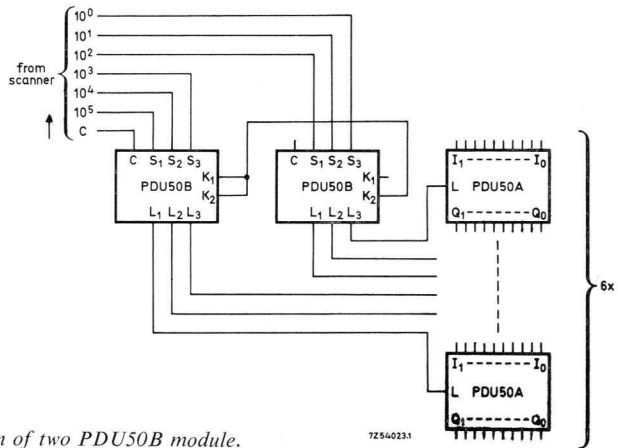 10⁰
10¹
10²
from
scanner
10³
10⁴
10⁵
C
C S₁ S₂ S₃
K₁
PDU50B
K₂
L₁ L₂ L₃
C S₁ S₂ S₃
K₁
PDU50B
K₂
L₁ L₂ L₃
I₁ I₀
L PDU50A
Q₁ Q₀
6x
I₁ I₀
L PDU50A
Q₁ Q₀
of two PDU50B module.
7Z54023.1